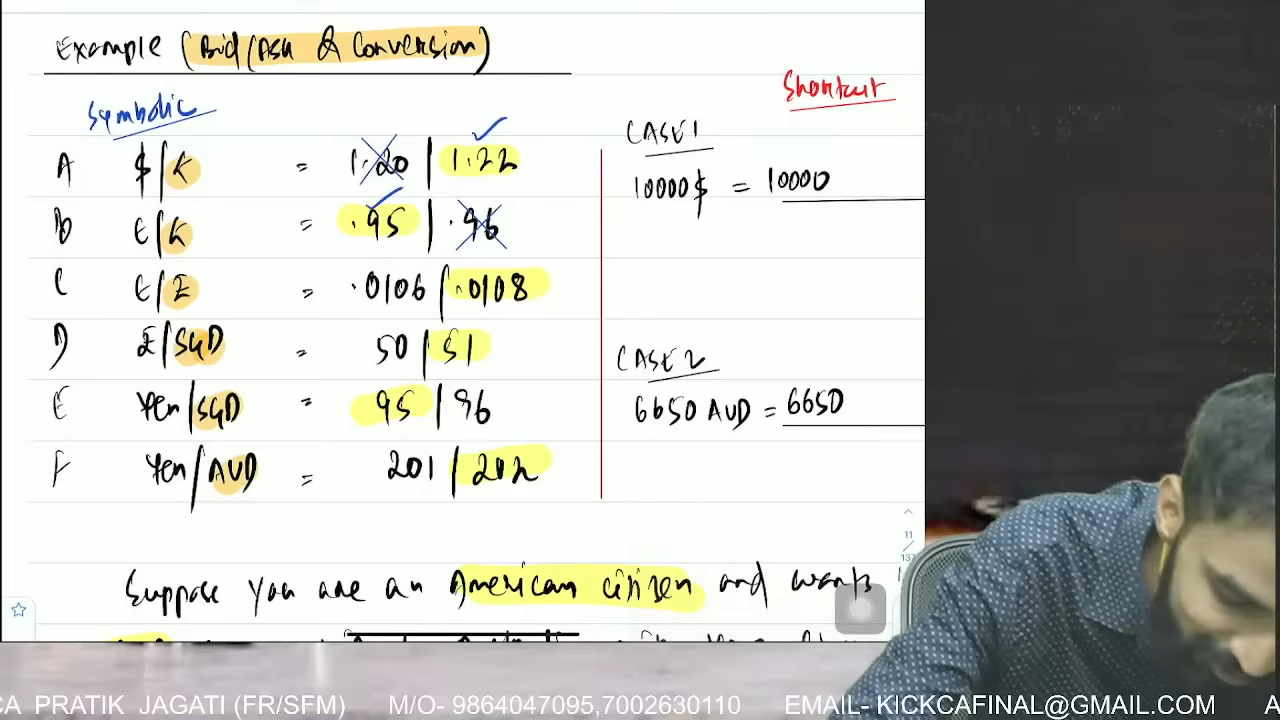 Example (Bid/Ask & Conversion)
Shortcut
Symbolic
CASE 1
A $/K = 1.20 | 1.22
10000$ = 10000
B €/K = .95 | .96
C €/₤ = .0106 | .0108
D ₤/SGD = 50 | 51
CASE 2
E Yen/SGD = 95 | 96
6650 AUD = 6650
F Yen/AUD = 201 | 202
11
137
Suppose you are an American citizen and wants
CA PRATIK JAGATI (FR/SFM) M/O- 9864047095,7002630110 EMAIL- KICKCAFINAL@GMAIL.COM A